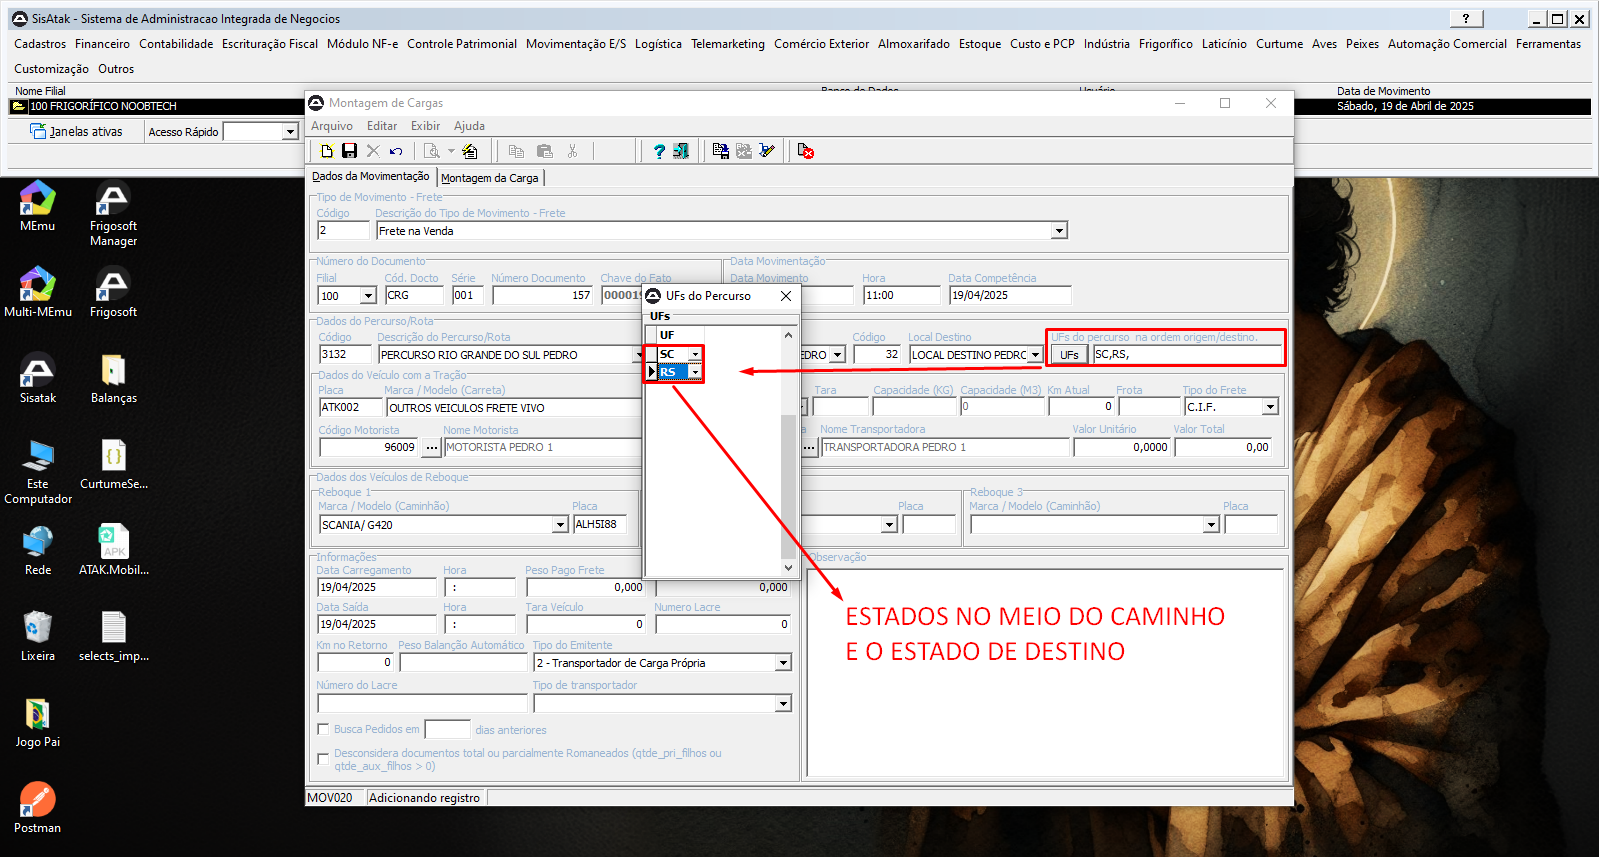 SisAtak - Sistema de Administracao Integrada de Negocios
Cadastros Financeiro Contabilidade Escrituração Fiscal Módulo NF-e Controle Patrimonial Movimentação E/S Logística Telemarketing Comércio Exterior Almoxarifado Estoque Custo e PCP Indústria Frigorífico Laticínio Curtume Aves Peixes Automação Comercial Ferramentas
Customização Outros
Nome Filial Banco de Dados Usuário Data de Movimento
100 FRIGORÍFICO NOOBTECH Sábado, 19 de Abril de 2025
Janelas ativas Acesso Rápido
Montagem de Cargas
Arquivo Editar Exibir Ajuda
Dados da Movimentação Montagem da Carga
Tipo de Movimento - Frete
Código Descrição do Tipo de Movimento - Frete
2 Frete na Venda
Número do Documento Data Movimentação
Filial Cód. Docto Série Número Documento Chave do Fato Data Movimento Hora Data Competência
100 CRG 001 157 11:00 19/04/2025
UFs do Percurso
UFs
UF
SC
RS
Dados do Percurso/Rota
Código Descrição do Percurso/Rota Código Local Destino UFs do percurso na ordem origem/destino.
3132 PERCURSO RIO GRANDE DO SUL PEDRO 32 LOCAL DESTINO PEDRO UFs SC,RS,
Dados do Veículo com a Tração
Placa Marca / Modelo (Carreta) Tara Capacidade (KG) Capacidade (M3) Km Atual Frota Tipo do Frete
ATK002 OUTROS VEICULOS FRETE VIVO 0 0 C.I.F.
Código Motorista Nome Motorista Nome Transportadora Valor Unitário Valor Total
96009 ... MOTORISTA PEDRO 1 ... TRANSPORTADORA PEDRO 1 0,0000 0,00
Dados dos Veículos de Reboque
Reboque 1 Reboque 3
Marca / Modelo (Caminhão) Placa Placa Marca / Modelo (Caminhão) Placa
SCANIA/ G420 ALH5I88
Informações Observação
Data Carregamento Hora Peso Pago Frete
19/04/2025 : 0,000 0,000
Data Saída Hora Tara Veículo Numero Lacre
19/04/2025 : 0 0
Km no Retorno Peso Balança Automático Tipo do Emitente
0 2 - Transportador de Carga Própria
Número do Lacre Tipo de transportador
Busca Pedidos em dias anteriores
Desconsidera documentos total ou parcialmente Romaneados (qtde_pri_filhos ou
qtde_aux_filhos > 0)
MOV020 Adicionando registro
ESTADOS NO MEIO DO CAMINHO
E O ESTADO DE DESTINO
MEmu
Frigosoft
Manager
Multi-MEmu
Frigosoft
Sisatak
Balanças
Este
Computador
CurtumeSe...
Rede
ATAK.Mobil...
APK
Lixeira
selects_imp...
Jogo Pai
Postman